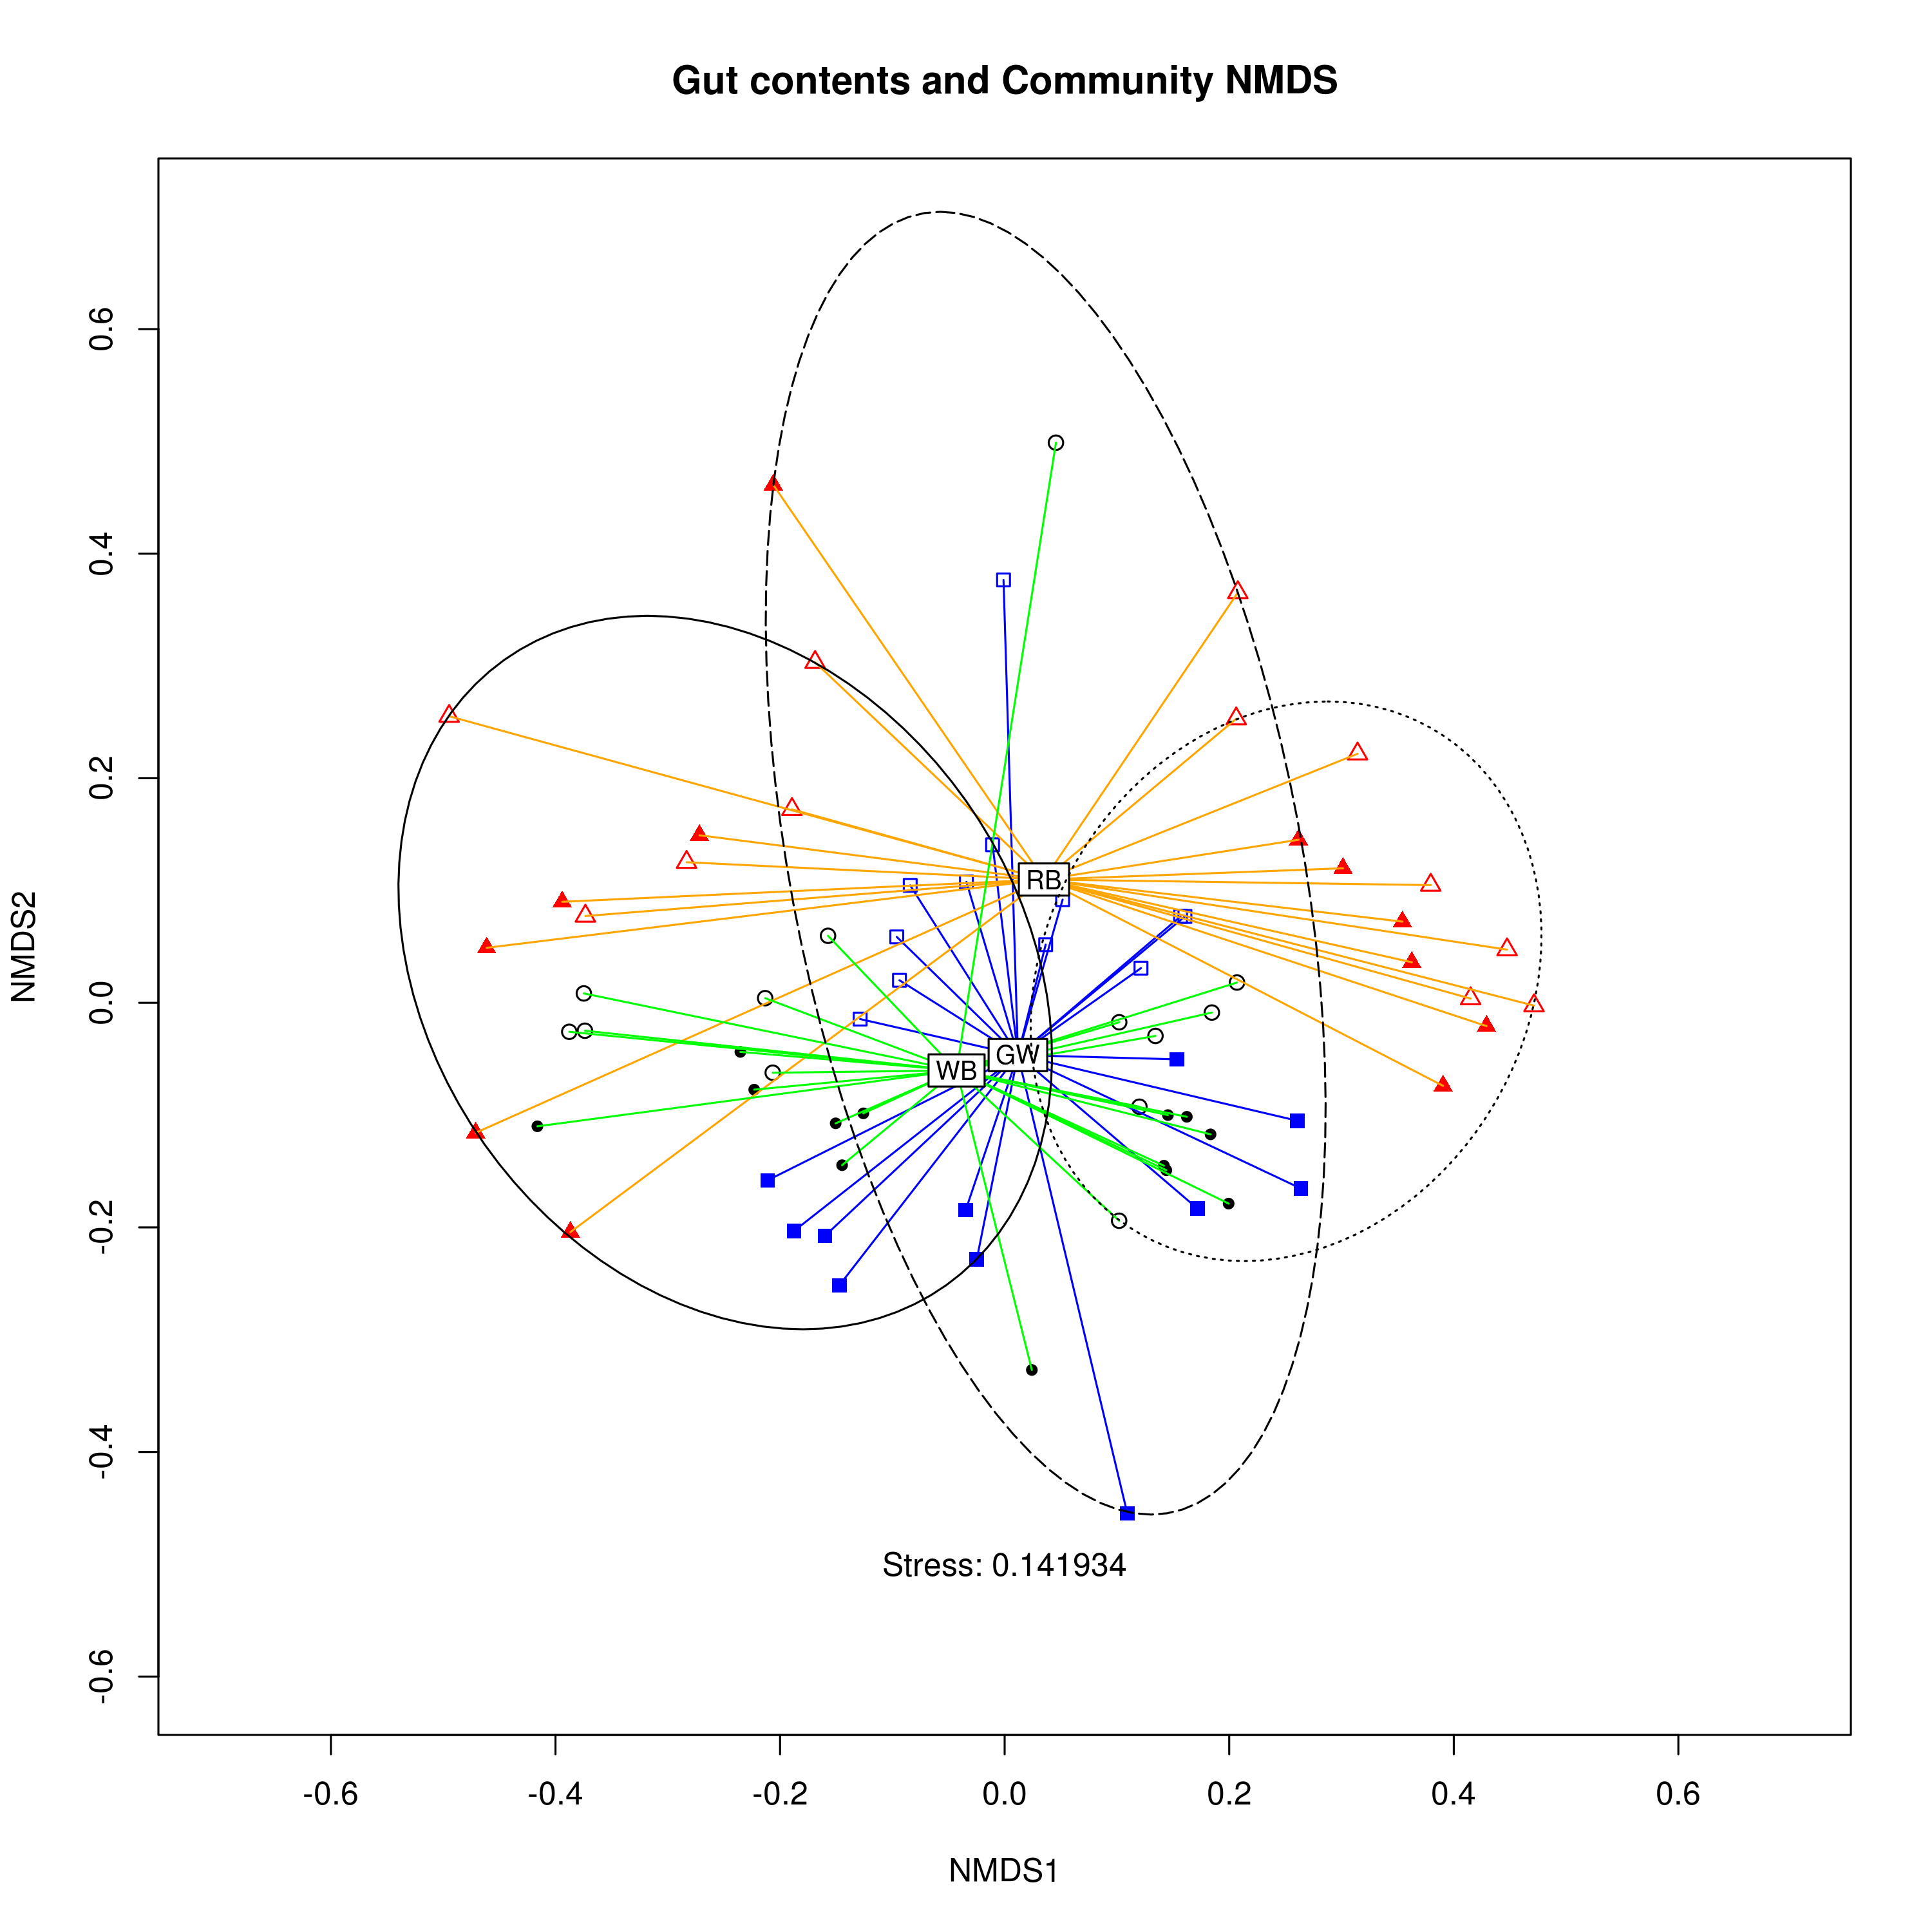 Gut contents and Community NMDS
NMDS2
0.6
0.4
0.2
0.0
-0.2
-0.4
-0.6
RB
GW
WB
Stress: 0.141934
-0.6 -0.4 -0.2 0.0 0.2 0.4 0.6
NMDS1